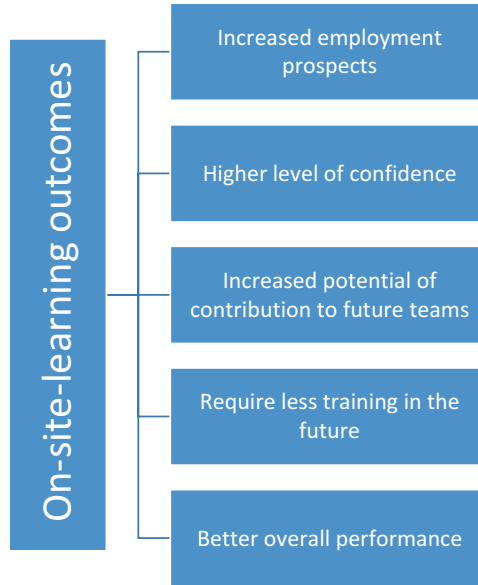 On-site-learning outcomes
Increased employment
prospects
Higher level of confidence
Increased potential of
contribution to future teams
Require less training in the
future
Better overall performance